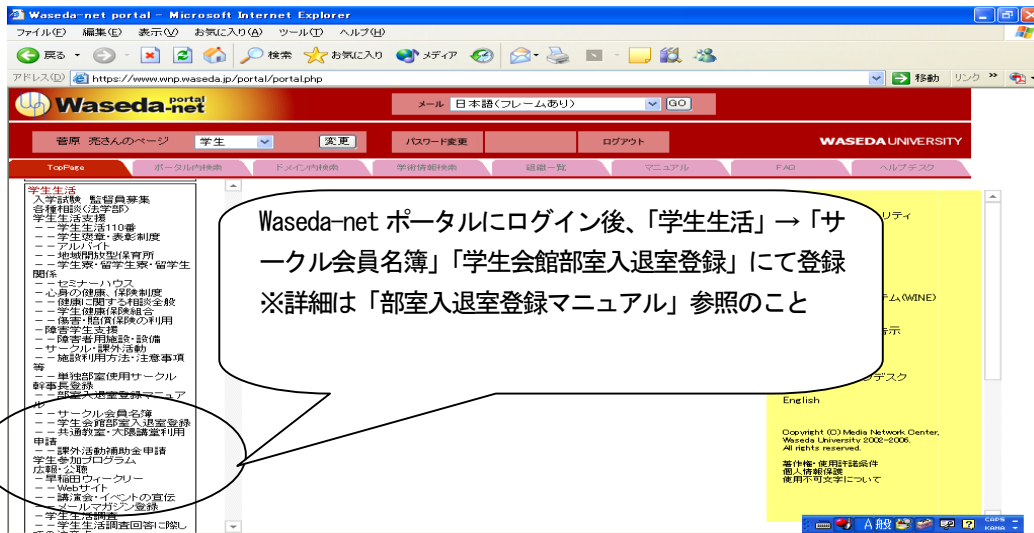 Waseda-net portal - Microsoft Internet Explorer
ファイル(F) 編集(E) 表示(V) お気に入り(A) ツール(T) ヘルプ(H)
戻る 検索 お気に入り メディア
アドレス(D) https://www.wnp.waseda.jp/portal/portal.php 移動 リンク »
Waseda-net portal メール 日本語(フレームあり) GO
菅原 亮さんのページ 学生 変更 パスワード変更 ログアウト WASEDA UNIVERSITY
TopPage ポータル内検索 ドメイン内検索 学術情報検索 組織一覧 マニュアル FAQ ヘルプデスク
学生生活
入学試験 監督員募集
各種相談(法学部)
学生生活支援
－－学生生活110番
－－学生褒章・表彰制度
－－アルバイト
－－地域開放型保育所
－－学生寮・留学生寮・留学生
関係
－－セミナーハウス
－心身の健康、保険制度
－－健康に関する相談全般
－－学生健康保険組合
－－傷害・賠償保険の利用
－障害学生支援
－－障害者用施設・設備
－サークル・課外活動
－－施設利用方法・注意事項
等
－－単独部室使用サークル
幹事長登録
－－部室入退室登録マニュア
ル
－－サークル会員名簿
－－学生会館部室入退室登録
－－共通教室・大隈講堂利用
申請
－－課外活動補助金申請
学生参加プログラム
広報・公聴
－早稲田ウィークリー
－－Webサイト
－－講演会・イベントの宣伝
－－メールマガジン登録
－学生生活調査
－－学生生活調査回答に際し
Waseda-net ポータルにログイン後、「学生生活」→「サ
ークル会員名簿」「学生会館部室入退室登録」にて登録
※詳細は「部室入退室登録マニュアル」参照のこと
リティ
テム(WINE)
示
デスク
English
Copyright (C) Media Network Center,
Waseda University 2002-2006.
All rights reserved.
著作権・使用許諾条件
個人情報保護
使用不可文字について
A 般 CAPS
KANA